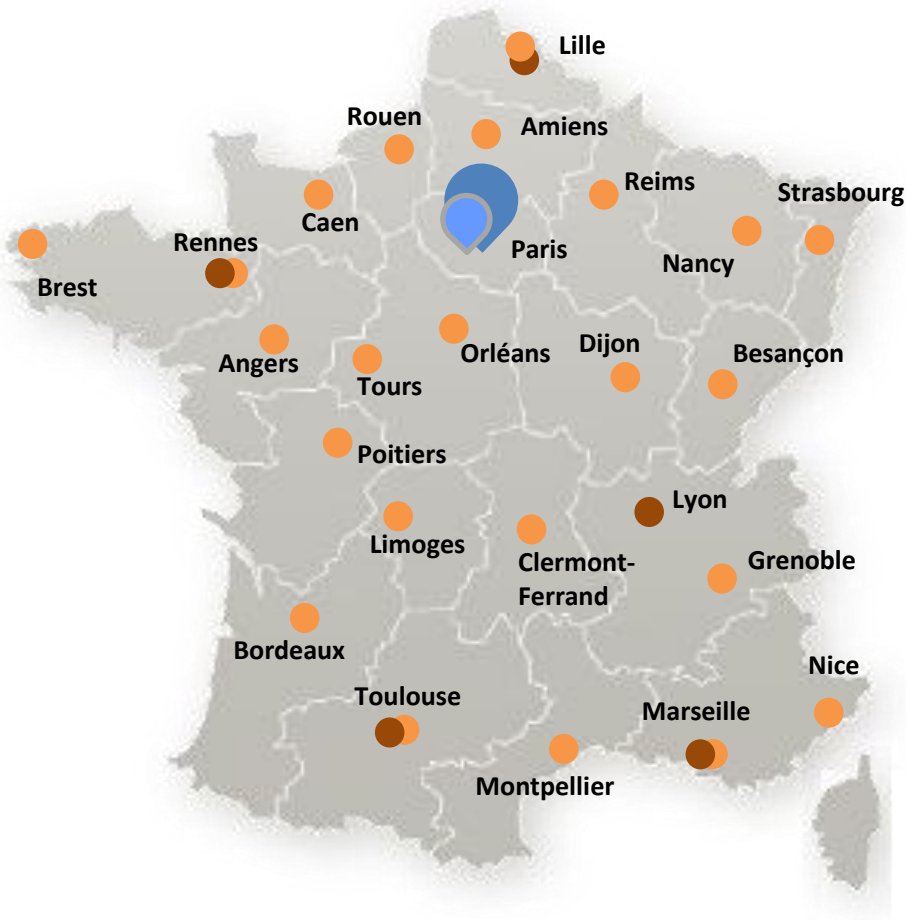 Lille
Rouen
Amiens
Reims
Strasbourg
Caen
Rennes
Paris
Nancy
Brest
Orléans
Dijon
Besançon
Angers
Tours
Poitiers
Lyon
Limoges
Clermont-
Ferrand
Grenoble
Bordeaux
Nice
Toulouse
Marseille
Montpellier